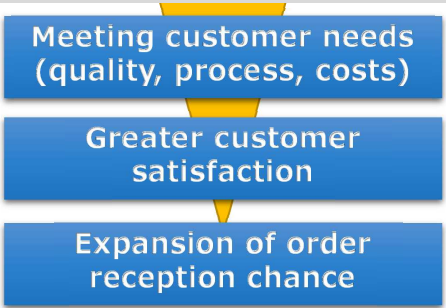 Meeting customer needs
(quality, process, costs)
Greater customer
satisfaction
Expansion of order
reception chance